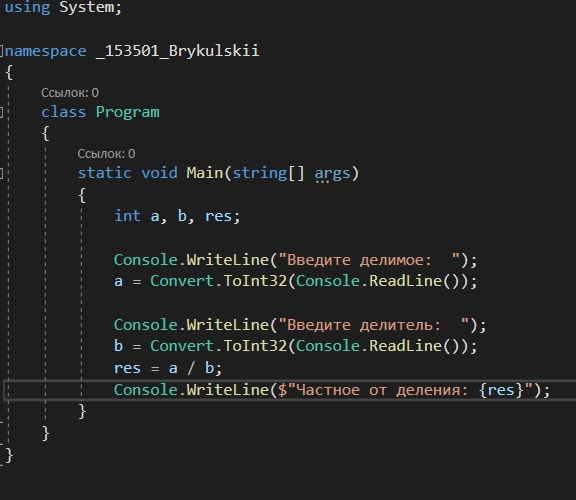 using System;
namespace _153501_Brykulskii
{
Ссылок: 0
class Program
{
Ссылок: 0
static void Main(string[] args)
{
int a, b, res;
Console.WriteLine("Введите делимое:  ");
a = Convert.ToInt32(Console.ReadLine());
Console.WriteLine("Введите делитель:  ");
b = Convert.ToInt32(Console.ReadLine());
res = a / b;
Console.WriteLine($"Частное от деления: {res}");
}
}
}